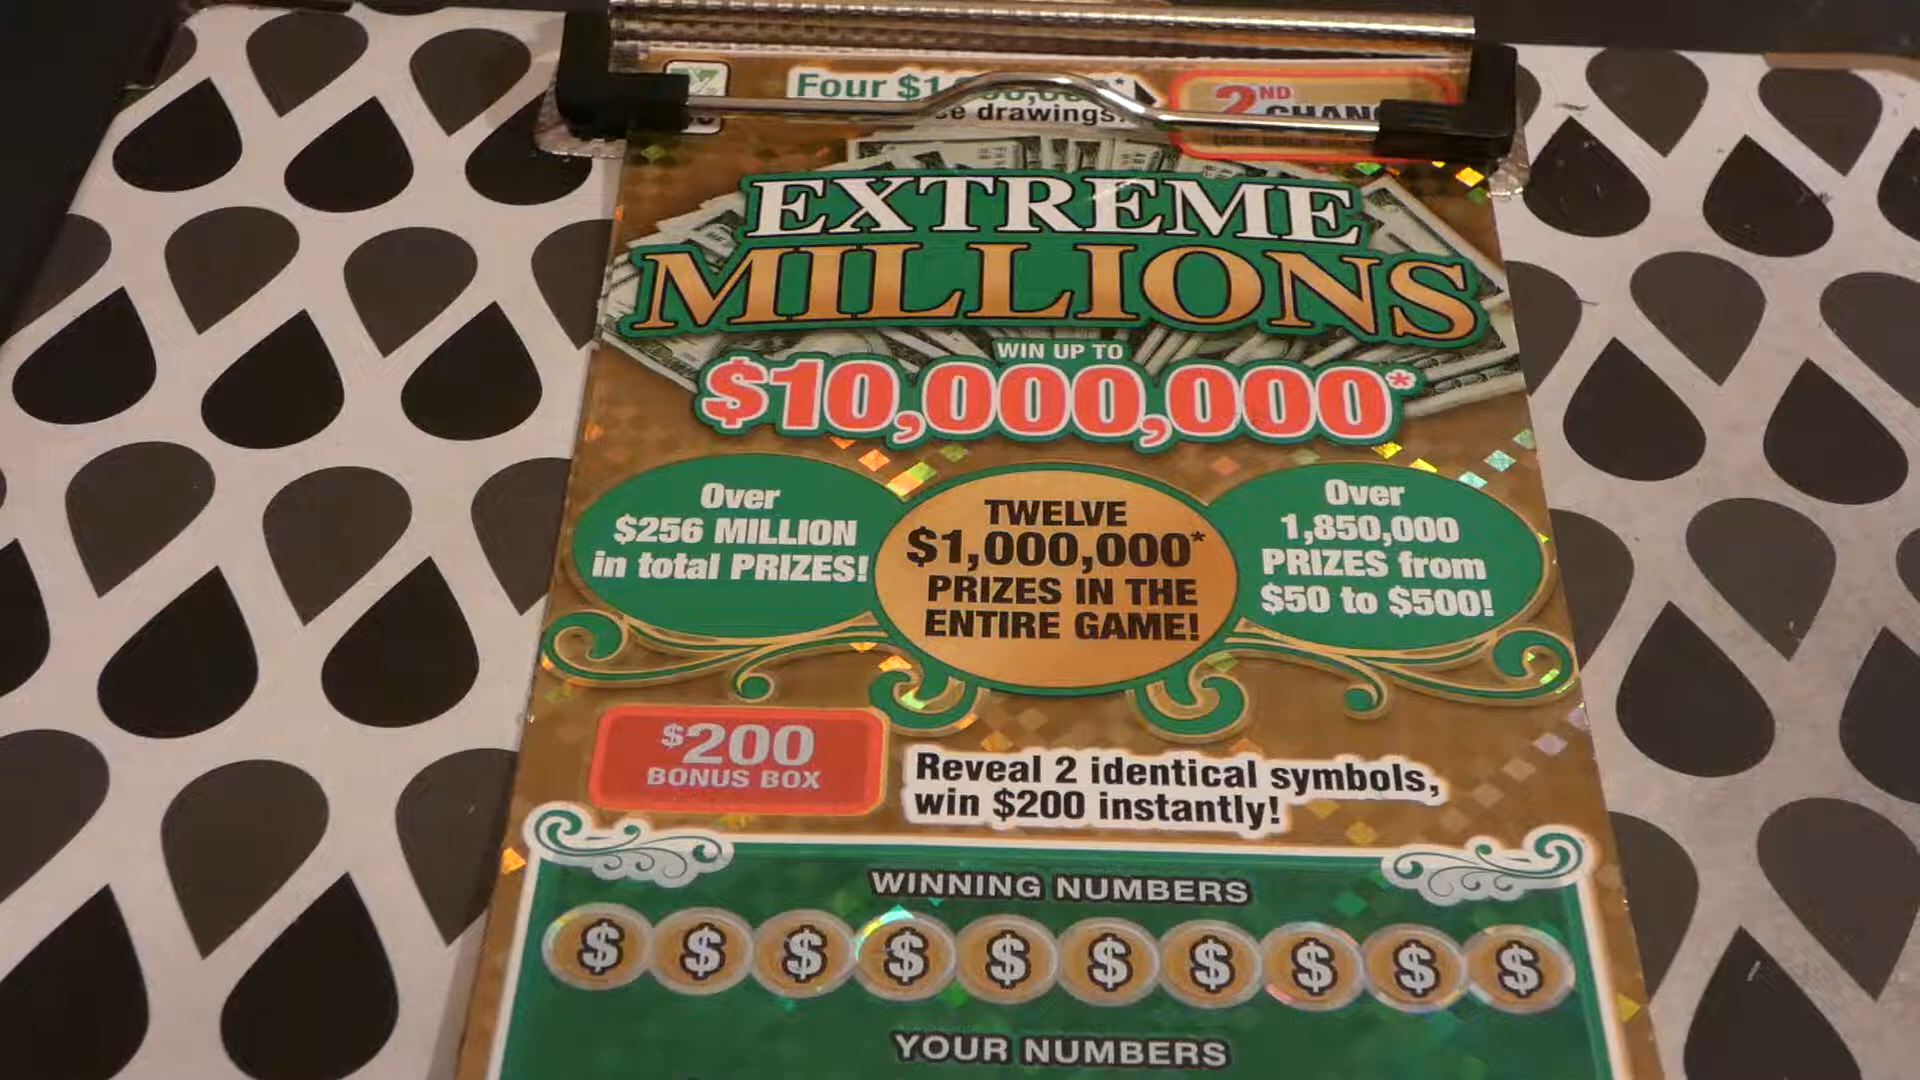 Four $1
2ND
drawings.
EXTREME
MILLIONS
WIN UP TO
$10,000,000*
Over
$256 MILLION
in total PRIZES!
TWELVE
$1,000,000*
PRIZES IN THE
ENTIRE GAME!
Over
1,850,000
PRIZES from
$50 to $500!
$200
BONUS BOX
Reveal 2 identical symbols,
win $200 instantly!
WINNING NUMBERS
$ $ $ $ $ $ $ $ $ $
YOUR NUMBERS